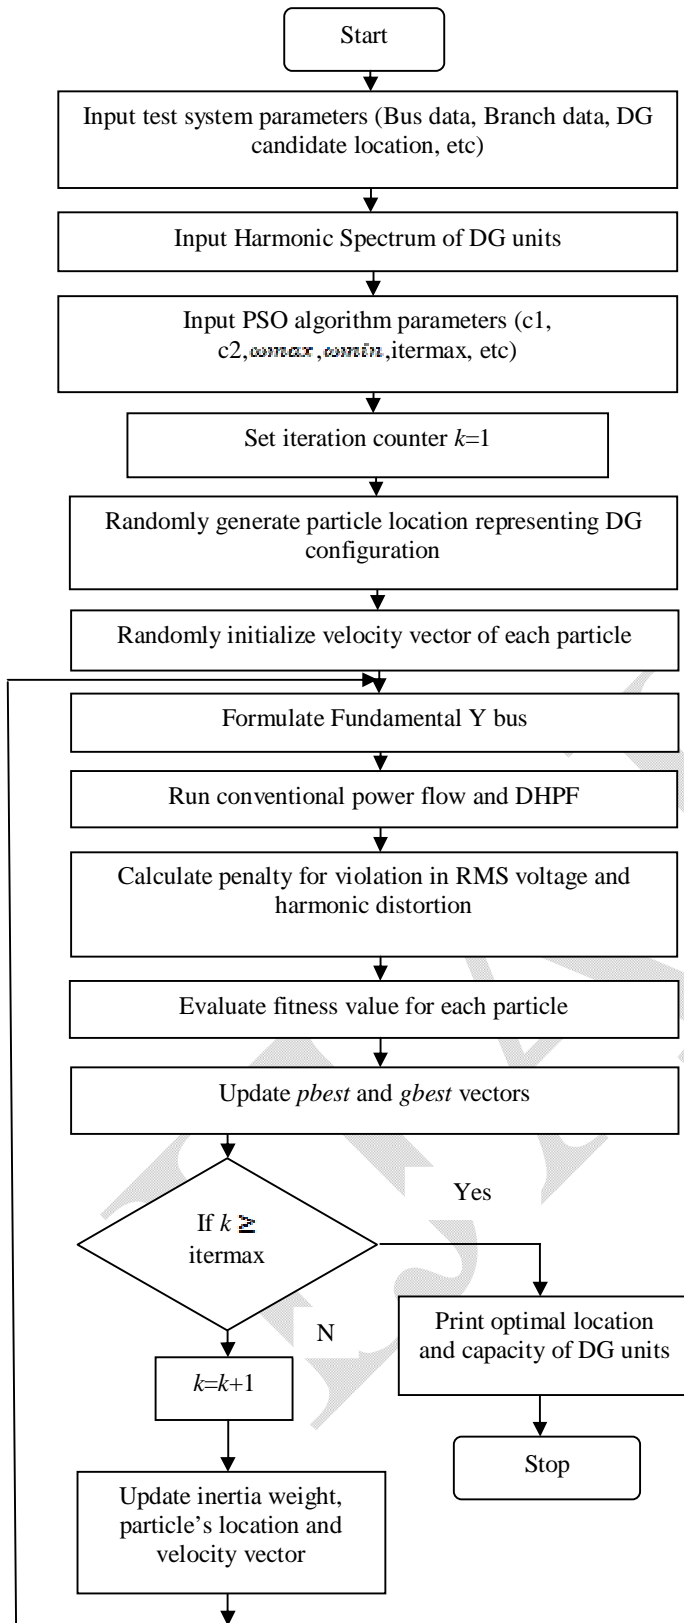 Start
Input test system parameters (Bus data, Branch data, DG
candidate location, etc)
Input Harmonic Spectrum of DG units
Input PSO algorithm parameters (c1,
c2,ωmax,ωmin,itermax, etc)
Set iteration counter k=1
Randomly generate particle location representing DG
configuration
Randomly initialize velocity vector of each particle
Formulate Fundamental Y bus
Run conventional power flow and DHPF
Calculate penalty for violation in RMS voltage and
harmonic distortion
Evaluate fitness value for each particle
Update pbest and gbest vectors
Yes
If k ≥
itermax
N
Print optimal location
and capacity of DG units
k=k+1
Stop
Update inertia weight,
particle’s location and
velocity vector